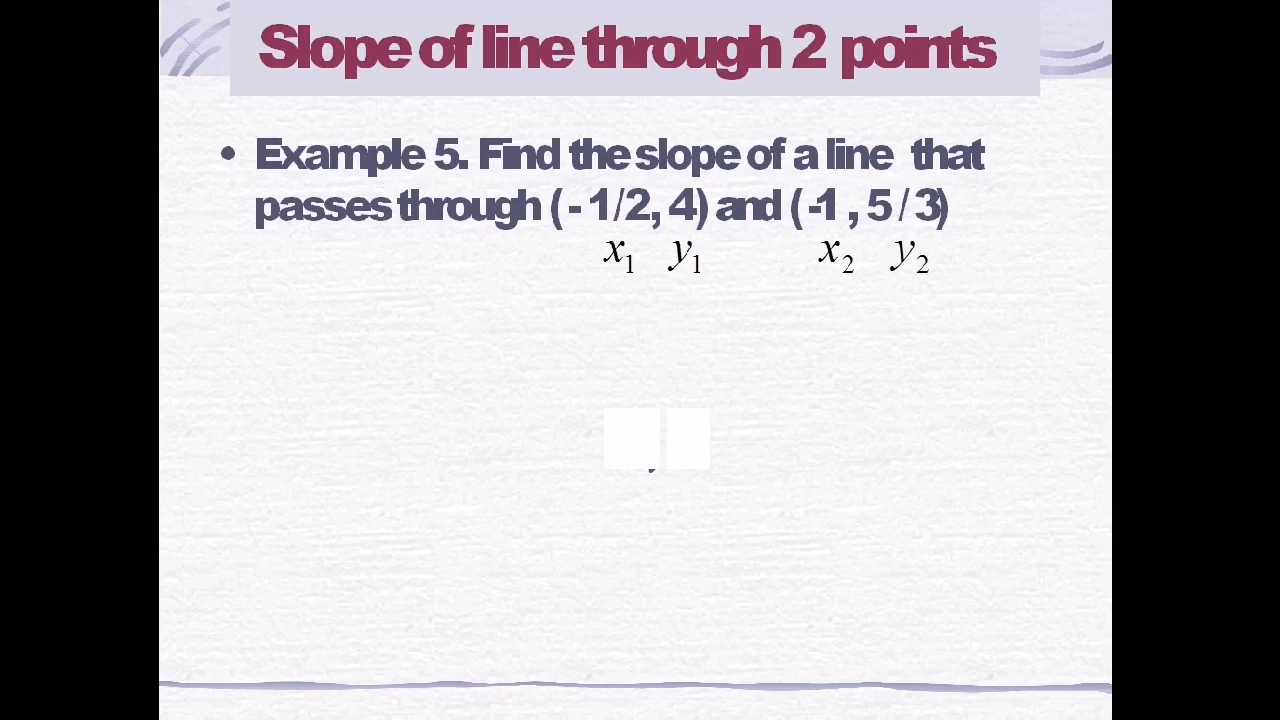 Slope of line through 2 points
• Example 5. Find the slope of a line that
passes through ( - 1/2, 4) and ( -1 , 5 / 3)
x₁ y₁ x₂ y₂